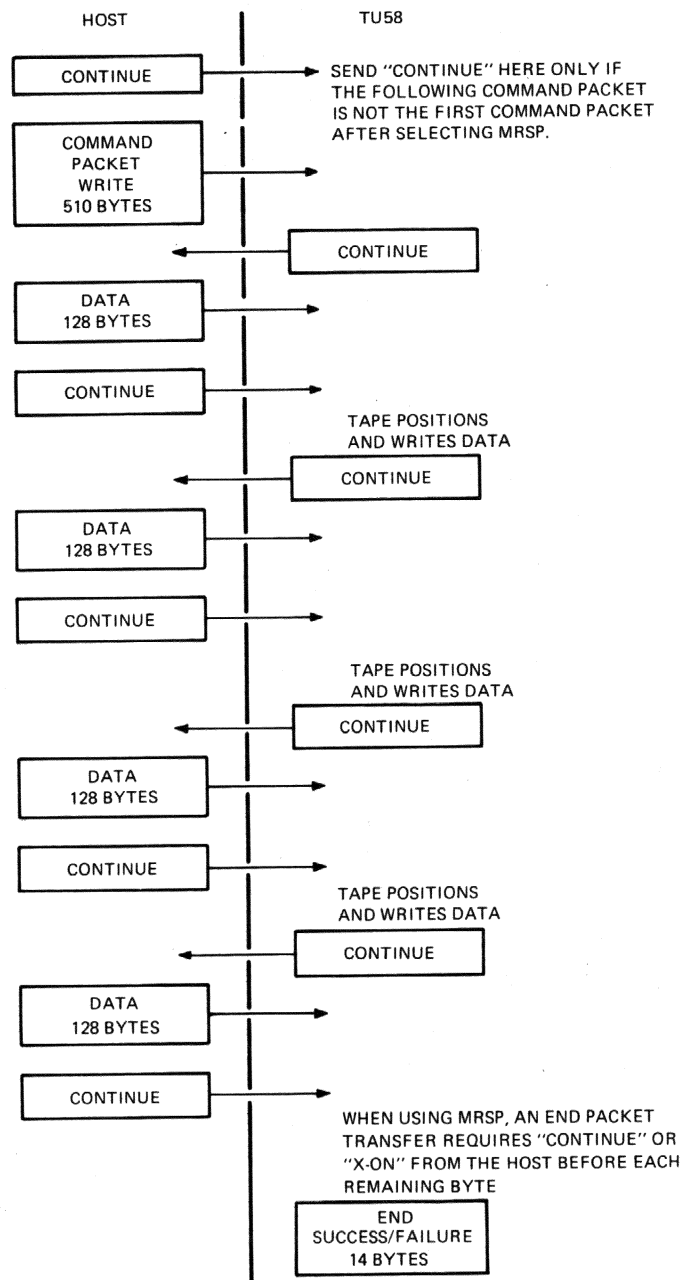 HOST
TU58
CONTINUE
SEND "CONTINUE" HERE ONLY IF
THE FOLLOWING COMMAND PACKET
IS NOT THE FIRST COMMAND PACKET
AFTER SELECTING MRSP.
COMMAND
PACKET
WRITE
510 BYTES
CONTINUE
DATA
128 BYTES
CONTINUE
TAPE POSITIONS
AND WRITES DATA
CONTINUE
DATA
128 BYTES
CONTINUE
TAPE POSITIONS
AND WRITES DATA
CONTINUE
DATA
128 BYTES
CONTINUE
TAPE POSITIONS
AND WRITES DATA
CONTINUE
DATA
128 BYTES
CONTINUE
WHEN USING MRSP, AN END PACKET
TRANSFER REQUIRES "CONTINUE" OR
"X-ON" FROM THE HOST BEFORE EACH
REMAINING BYTE
END
SUCCESS/FAILURE
14 BYTES